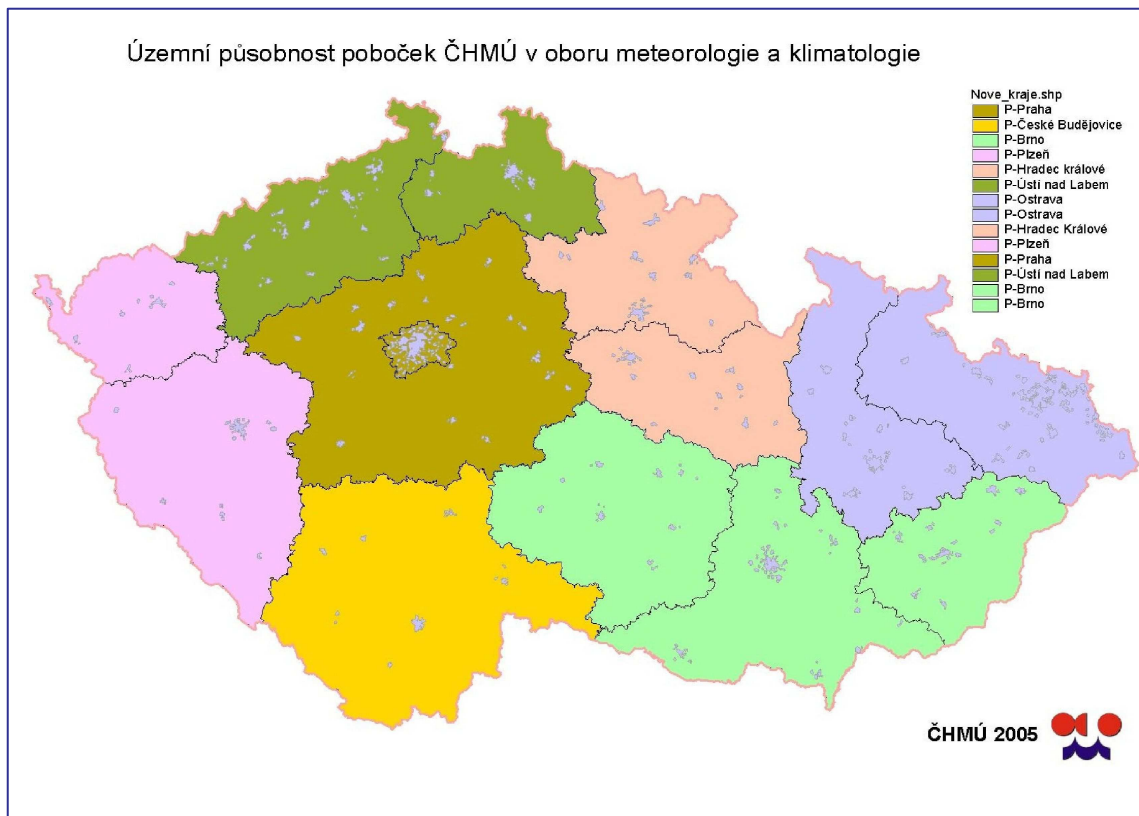 Územní působnost poboček ČHMÚ v oboru meteorologie a klimatologie
Nove_kraje.shp
P-Praha
P-České Budějovice
P-Brno
P-Plzeň
P-Hradec králové
P-Ústí nad Labem
P-Ostrava
P-Ostrava
P-Hradec Králové
P-Plzeň
P-Praha
P-Ústí nad Labem
P-Brno
P-Brno
ČHMÚ 2005